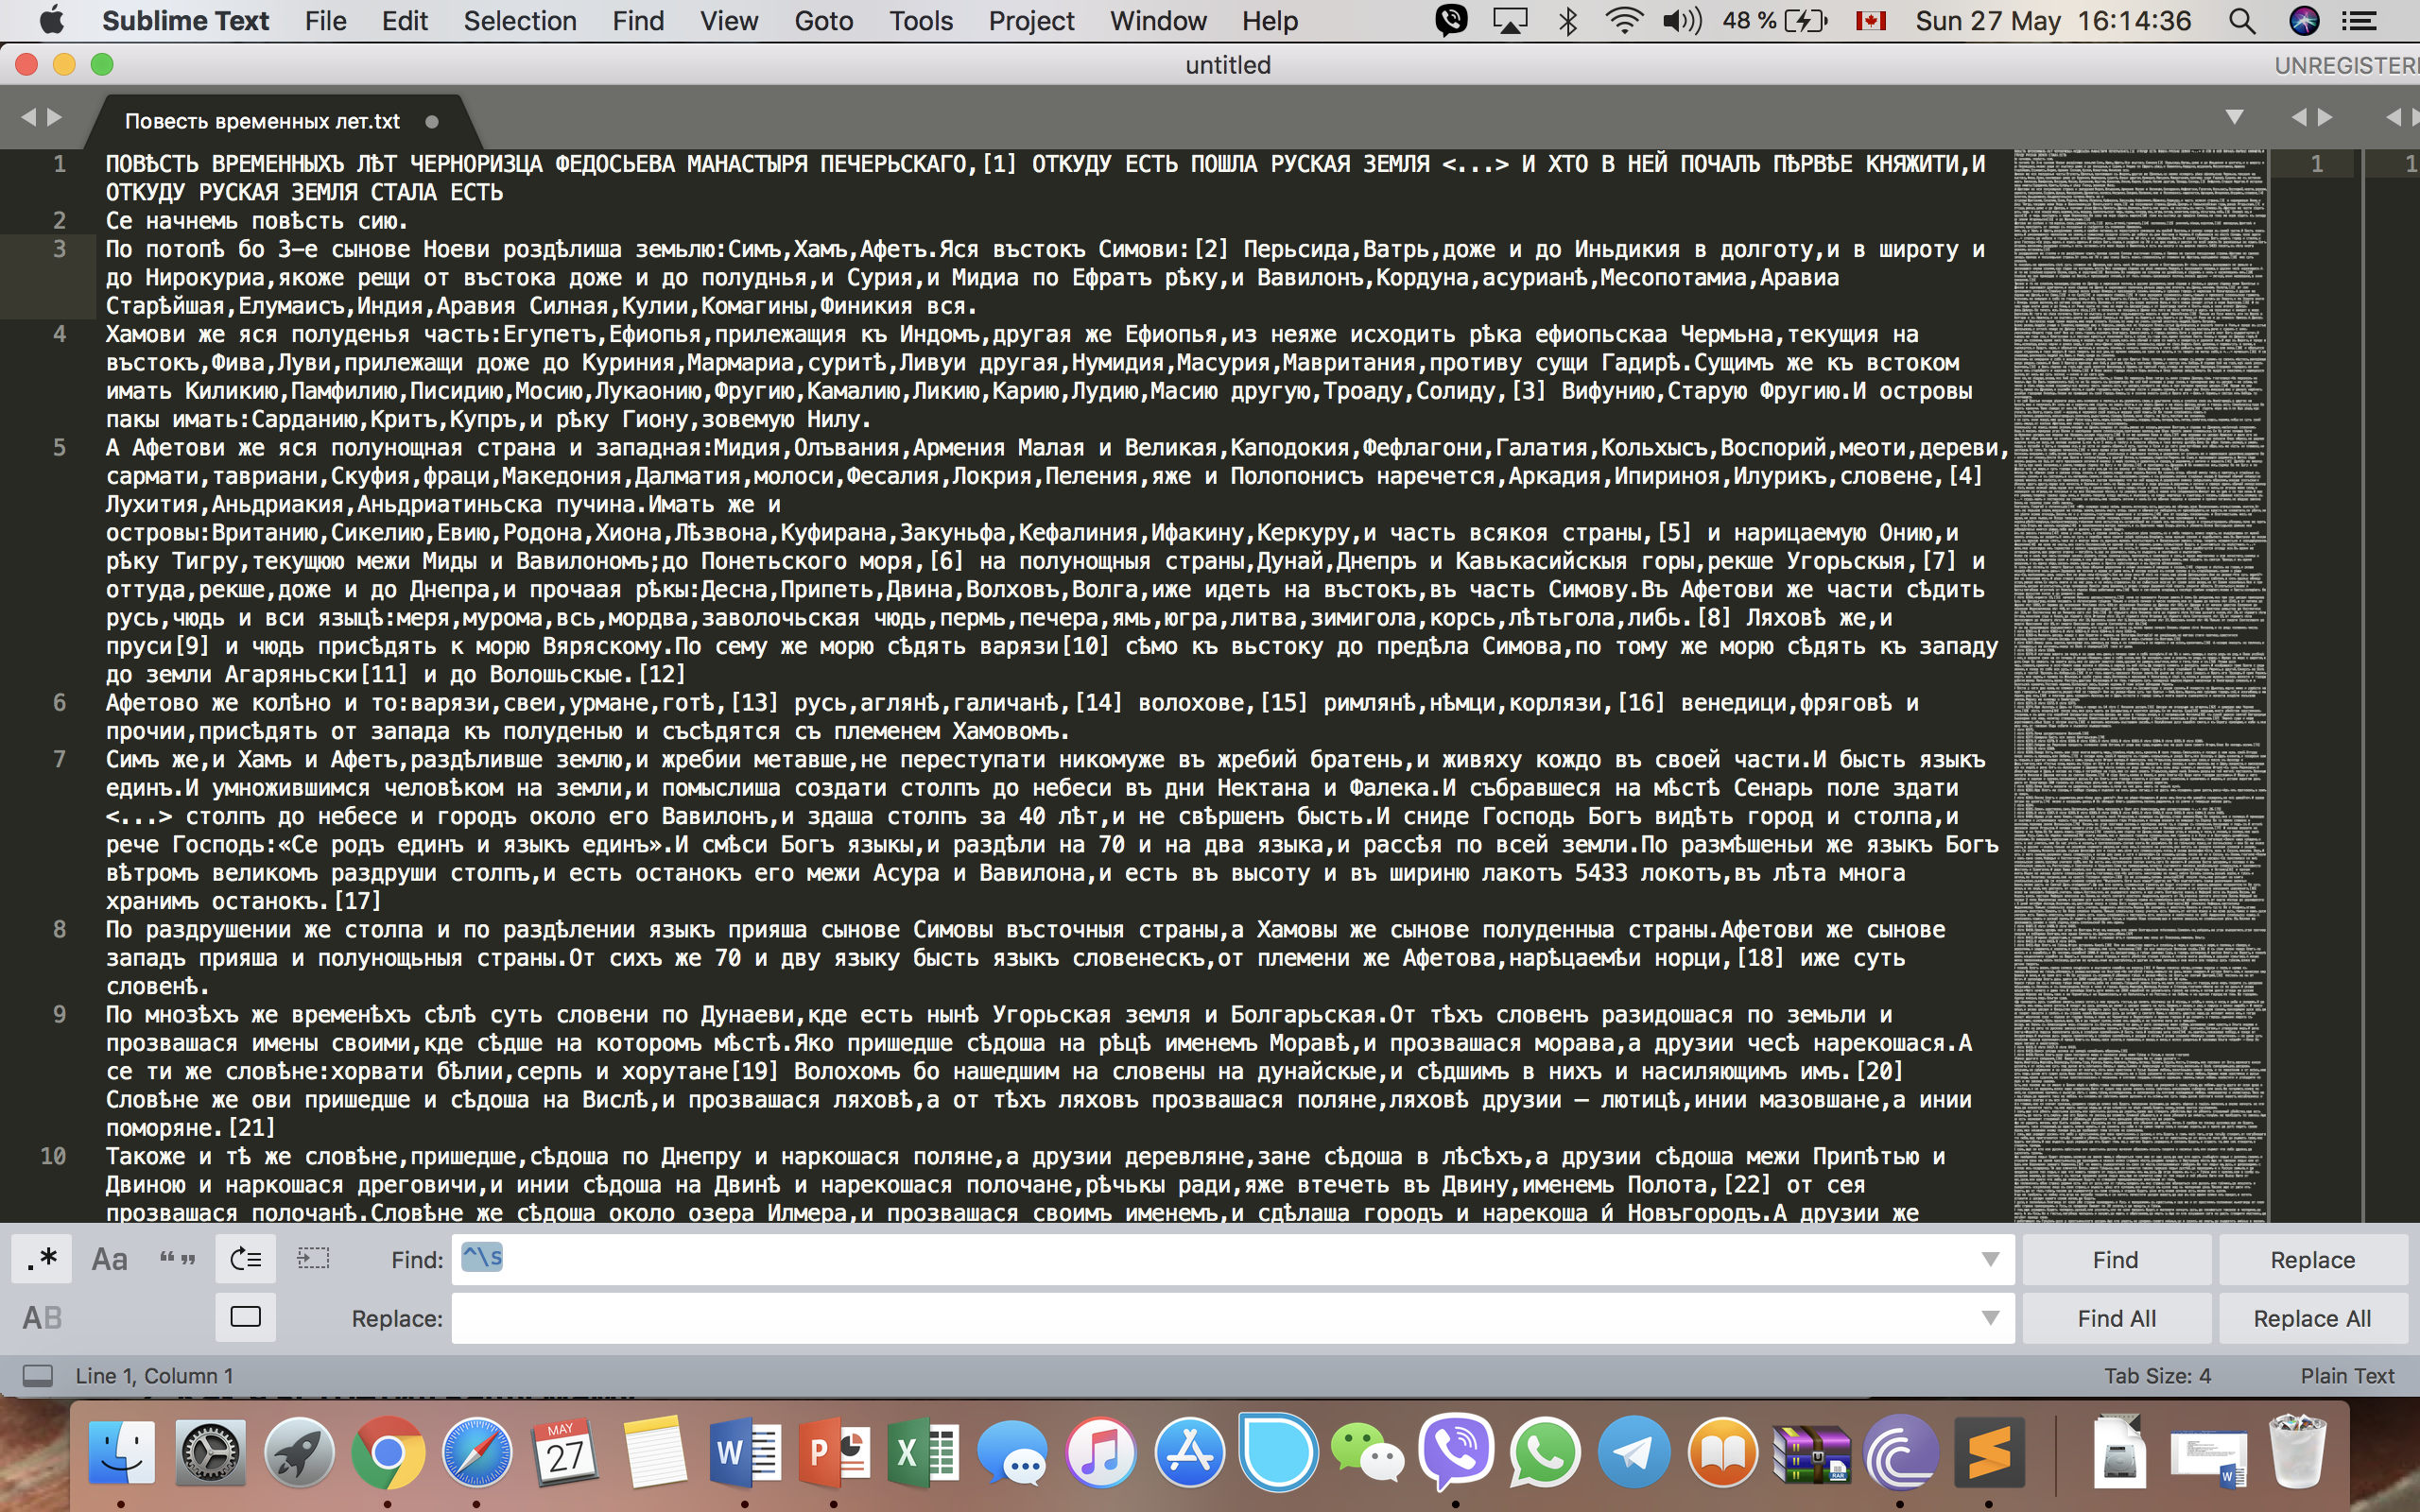 Sublime Text File Edit Selection Find View Goto Tools Project Window Help 48 % Sun 27 May 16:14:36
untitled UNREGISTERE
Повесть временных лет.txt
1 ПОВѢСТЬ ВРЕМЕННЫХЪ ЛѢТ ЧЕРНОРИЗЦА ФЕДОСЬЕВА МАНАСТЫРЯ ПЕЧЕРЬСКАГО,[1] ОТКУДУ ЕСТЬ ПОШЛА РУСКАЯ ЗЕМЛЯ <...> И ХТО В НЕЙ ПОЧАЛЪ ПѢРВѢЕ КНЯЖИТИ,И 1 1
ОТКУДУ РУСКАЯ ЗЕМЛЯ СТАЛА ЕСТЬ
2 Се начнемь повѣсть сию.
3 По потопѣ бо 3–е сынове Ноеви роздѣлиша земьлю:Симъ,Хамъ,Афетъ.Яся въстокъ Симови:[2] Перьсида,Ватрь,доже и до Иньдикия в долготу,и в широту и
до Нирокуриа,якоже рещи от въстока доже и до полуднья,и Сурия,и Мидиа по Ефратъ рѣку,и Вавилонъ,Кордуна,асурианѣ,Месопотамиа,Аравиа
Старѣйшая,Елумаисъ,Индия,Аравия Силная,Кулии,Комагины,Финикия вся.
4 Хамови же яся полуденья часть:Егупетъ,Ефиопья,прилежащия къ Индомъ,другая же Ефиопья,из неяже исходить рѣка ефиопьскаа Чермьна,текущия на
въстокъ,Фива,Луви,прилежащи доже до Куриния,Мармариа,суритѣ,Ливуи другая,Нумидия,Масурия,Мавритания,противу сущи Гадирѣ.Сущимъ же къ встоком
имать Киликию,Памфилию,Писидию,Мосию,Лукаонию,Фругию,Камалию,Ликию,Карию,Лудию,Масию другую,Троаду,Солиду,[3] Вифунию,Старую Фругию.И островы
пакы имать:Сарданию,Критъ,Купръ,и рѣку Гиону,зовемую Нилу.
5 А Афетови же яся полунощная страна и западная:Мидия,Олъвания,Армения Малая и Великая,Каподокия,Фефлагони,Галатия,Кольхысъ,Воспорий,меоти,дереви,
сармати,тавриани,Скуфия,фраци,Македония,Далматия,молоси,Фесалия,Локрия,Пеления,яже и Полопонисъ наречется,Аркадия,Ипириноя,Илурикъ,словене,[4]
Лухития,Аньдриакия,Аньдриатиньска пучина.Имать же и
островы:Вританию,Сикелию,Евию,Родона,Хиона,Лѣзвона,Куфирана,Закуньфа,Кефалиния,Ифакину,Керкуру,и часть всякоя страны,[5] и нарицаемую Онию,и
рѣку Тигру,текущюю межи Миды и Вавилономъ;до Понетьского моря,[6] на полунощныя страны,Дунай,Днепръ и Кавькасийскыя горы,рекше Угорьскыя,[7] и
оттуда,рекше,доже и до Днепра,и прочаая рѣкы:Десна,Припеть,Двина,Волховъ,Волга,иже идеть на въстокъ,въ часть Симову.Въ Афетови же части сѣдить
русь,чюдь и вси языцѣ:меря,мурома,всь,мордва,заволочьская чюдь,пермь,печера,ямь,югра,литва,зимигола,корсь,лѣтьгола,либь.[8] Ляховѣ же,и
пруси[9] и чюдь присѣдять к морю Вяряскому.По сему же морю сѣдять варязи[10] сѣмо къ вьстоку до предѣла Симова,по тому же морю сѣдять къ западу
до земли Агаряньски[11] и до Волошьскые.[12]
6 Афетово же колѣно и то:варязи,свеи,урмане,готѣ,[13] русь,аглянѣ,галичанѣ,[14] волохове,[15] римлянѣ,нѣмци,корлязи,[16] венедици,фряговѣ и
прочии,присѣдять от запада къ полуденью и съсѣдятся съ племенем Хамовомъ.
7 Симъ же,и Хамъ и Афетъ,раздѣливше землю,и жребии метавше,не переступати никомуже въ жребий братень,и живяху кождо въ своей части.И бысть языкъ
единъ.И умножившимся человѣком на земли,и помыслиша создати столпъ до небеси въ дни Нектана и Фалека.И събравшеся на мѣстѣ Сенарь поле здати
<...> столпъ до небесе и городъ около его Вавилонъ,и здаша столпъ за 40 лѣт,и не свѣршенъ бысть.И сниде Господь Богъ видѣть город и столпа,и
рече Господь:«Се родъ единъ и языкъ единъ».И смѣси Богъ языкы,и раздѣли на 70 и на два языка,и рассѣя по всей земли.По размѣшеньи же языкъ Богъ
вѣтромъ великомъ раздруши столпъ,и есть останокъ его межи Асура и Вавилона,и есть въ высоту и въ шириню лакотъ 5433 локотъ,въ лѣта многа
хранимъ останокъ.[17]
8 По раздрушении же столпа и по раздѣлении языкъ прияша сынове Симовы въсточныя страны,а Хамовы же сынове полуденныа страны.Афетови же сынове
западъ прияша и полунощьныя страны.От сихъ же 70 и дву языку бысть языкъ словенескъ,от племени же Афетова,нарѣцаемѣи норци,[18] иже суть
словенѣ.
9 По мнозѣхъ же временѣхъ сѣлѣ суть словени по Дунаеви,кде есть нынѣ Угорьская земля и Болгарьская.От тѣхъ словенъ разидошася по земьли и
прозвашася имены своими,кде сѣдше на которомъ мѣстѣ.Яко пришедше сѣдоша на рѣцѣ именемъ Моравѣ,и прозвашася морава,а друзии чесѣ нарекошася.А
се ти же словѣне:хорвати бѣлии,серпь и хорутане[19] Волохомъ бо нашедшим на словены на дунайскые,и сѣдшимъ в нихъ и насиляющимъ имъ.[20]
Словѣне же ови пришедше и сѣдоша на Вислѣ,и прозвашася ляховѣ,а от тѣхъ ляховъ прозвашася поляне,ляховѣ друзии — лютицѣ,инии мазовшане,а инии
поморяне.[21]
10 Такоже и тѣ же словѣне,пришедше,сѣдоша по Днепру и наркошася поляне,а друзии деревляне,зане сѣдоша в лѣсѣхъ,а друзии сѣдоша межи Припѣтью и
Двиною и наркошася дреговичи,и инии сѣдоша на Двинѣ и нарекошася полочане,рѣчькы ради,яже втечеть въ Двину,именемь Полота,[22] от сея
прозвашася полочанѣ.Словѣне же сѣдоша около озера Илмера,и прозвашася своимъ именемъ,и сдѣлаша городъ и нарекоша й Новъгородъ.А друзии же
.* Aa “ ” Find: ^\s Find Replace
AB Replace: Find All Replace All
Line 1, Column 1 Tab Size: 4 Plain Text
MAY
27
W P X
RAR
W